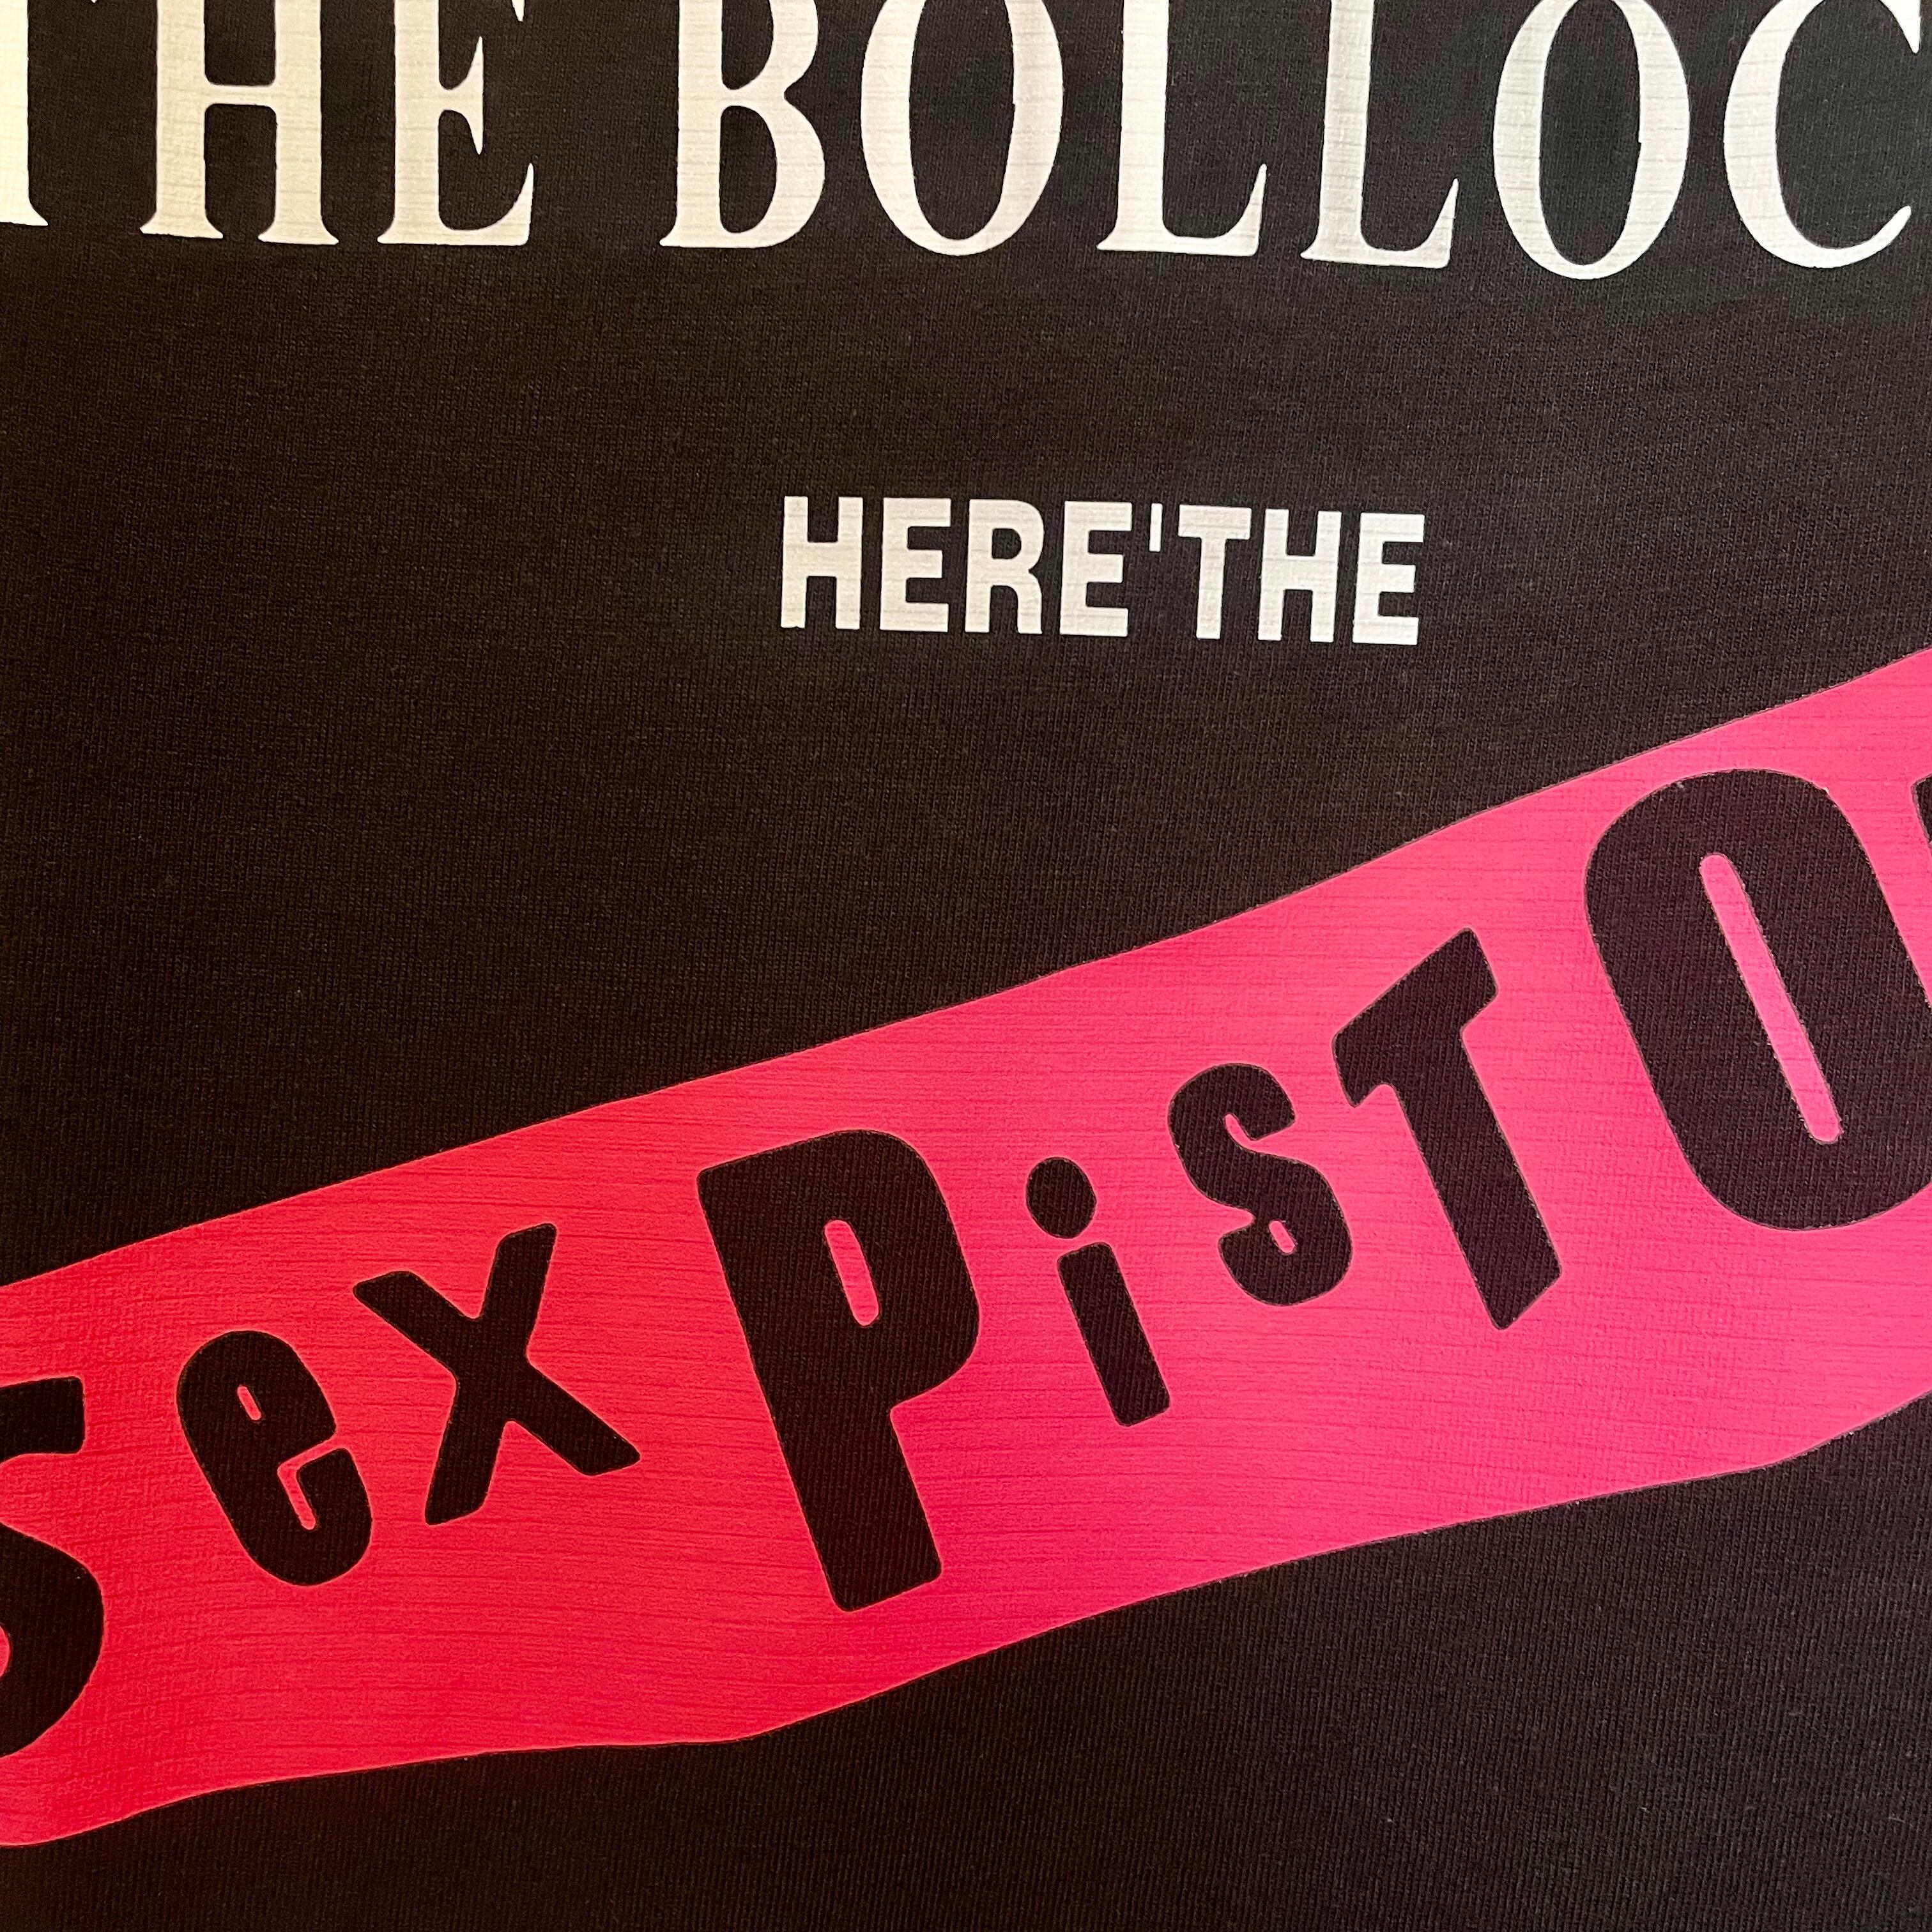 THE BOLLOC
HERE'THE
Sex PisTO